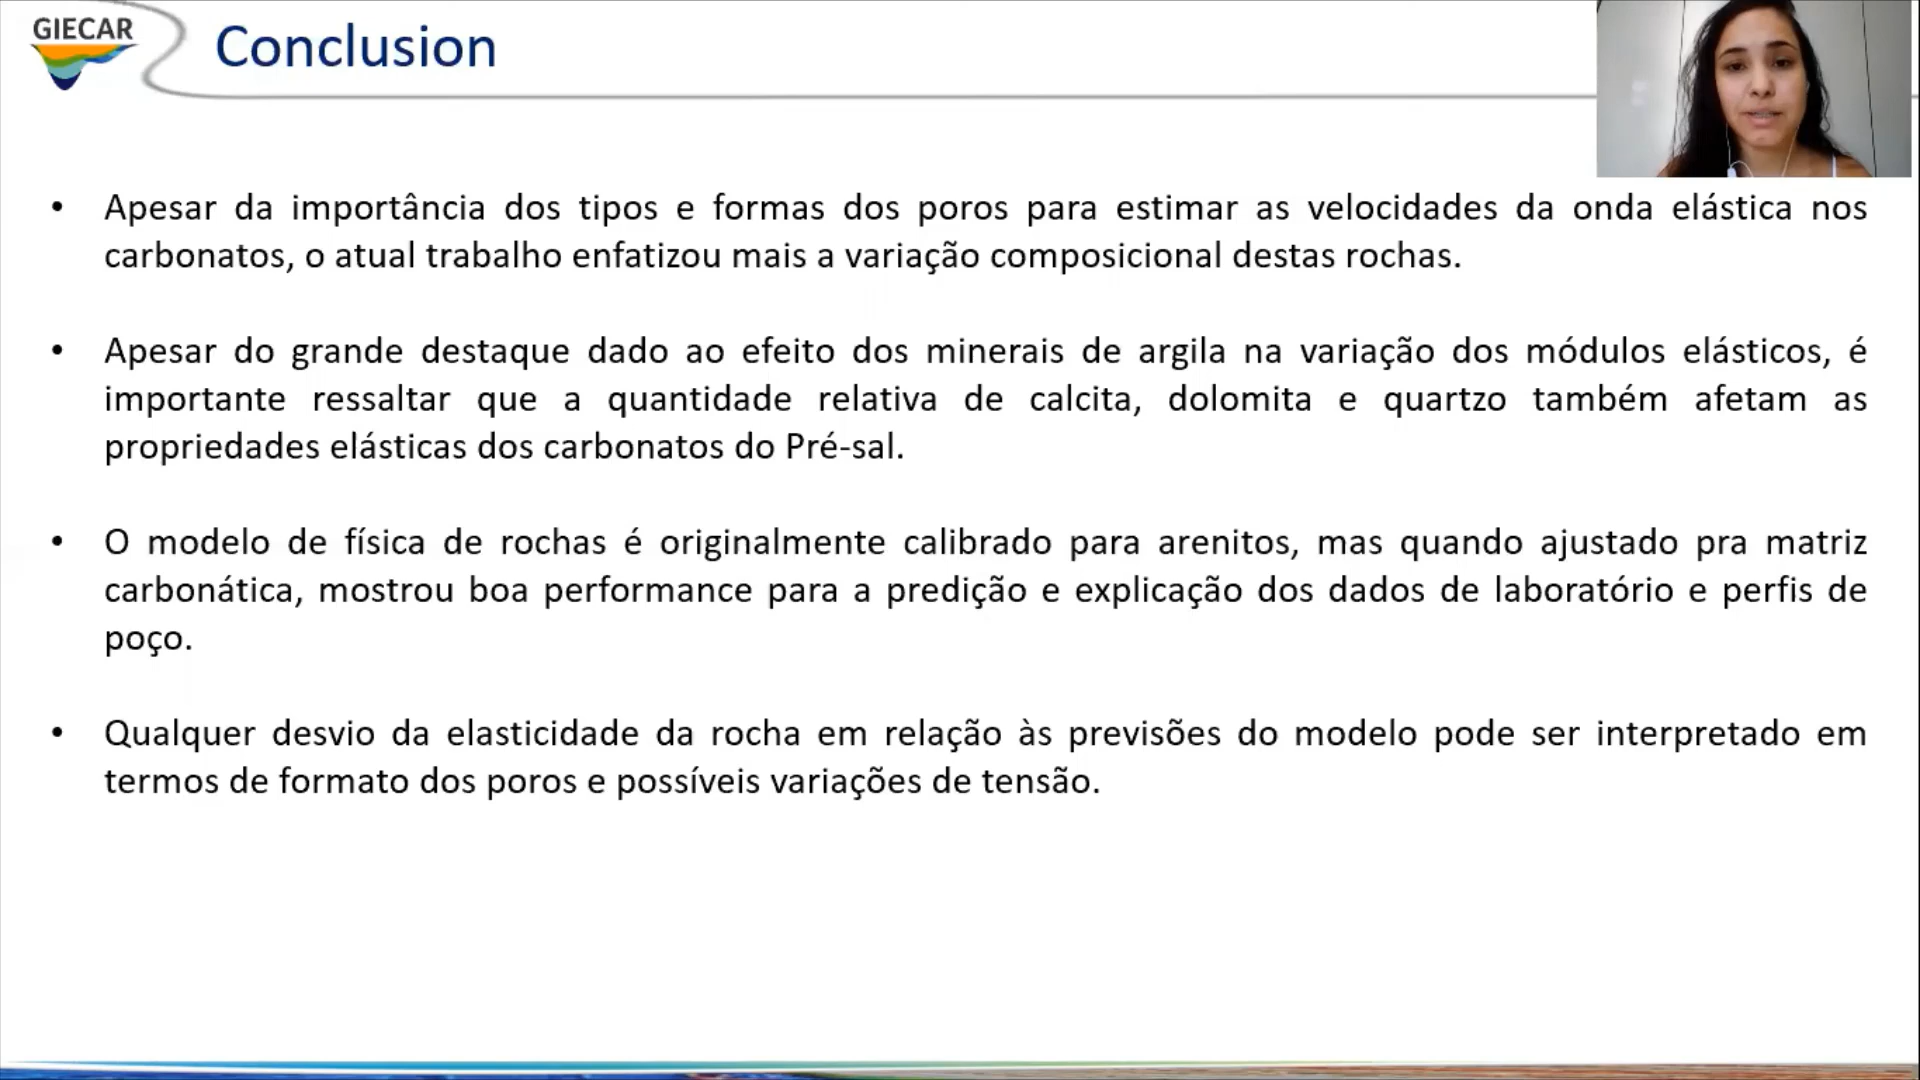 GIECAR
Conclusion
• Apesar da importância dos tipos e formas dos poros para estimar as velocidades da onda elástica nos
carbonatos, o atual trabalho enfatizou mais a variação composicional destas rochas.
• Apesar do grande destaque dado ao efeito dos minerais de argila na variação dos módulos elásticos, é
importante ressaltar que a quantidade relativa de calcita, dolomita e quartzo também afetam as
propriedades elásticas dos carbonatos do Pré-sal.
• O modelo de física de rochas é originalmente calibrado para arenitos, mas quando ajustado pra matriz
carbonática, mostrou boa performance para a predição e explicação dos dados de laboratório e perfis de
poço.
• Qualquer desvio da elasticidade da rocha em relação às previsões do modelo pode ser interpretado em
termos de formato dos poros e possíveis variações de tensão.